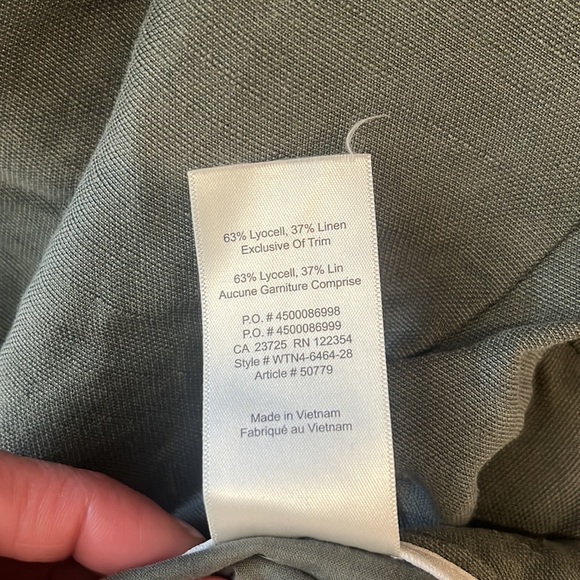 63% Lyocell, 37% Linen
Exclusive Of Trim
63% Lyocell, 37% Lin
Aucune Garniture Comprise
P.O. # 4500086998
P.O. # 4500086999
CA 23725 RN 122354
Style # WTN4-6464-28
Article # 50779
Made in Vietnam
Fabriqué au Vietnam